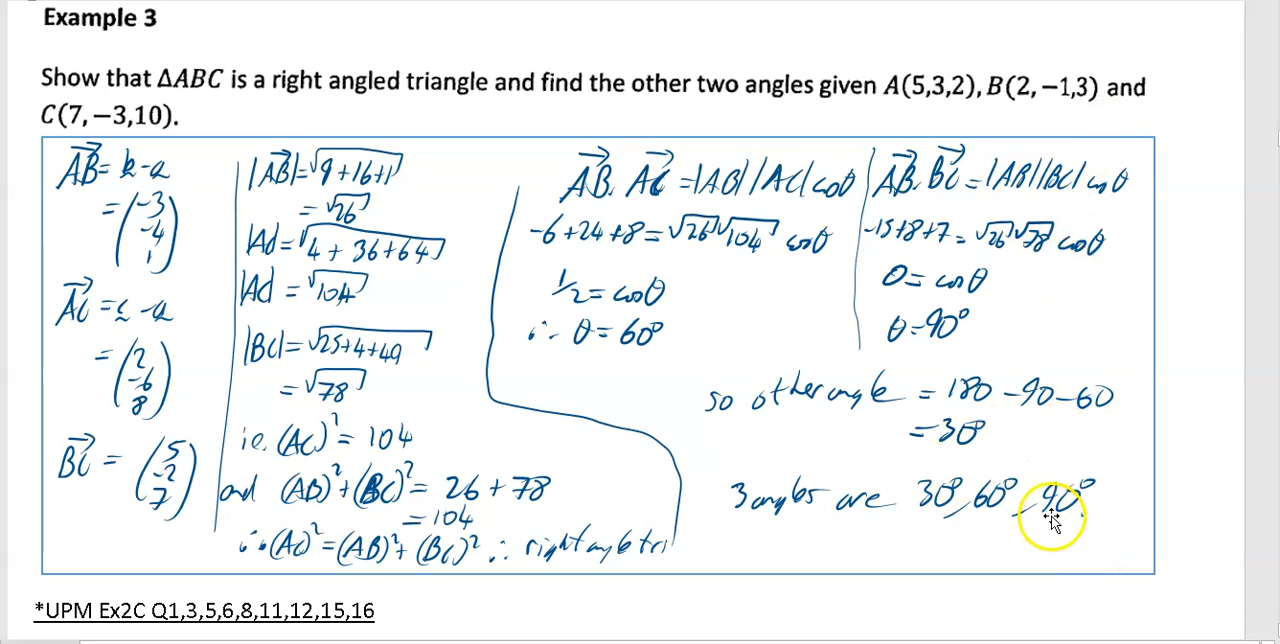 Example 3
Show that ΔABC is a right angled triangle and find the other two angles given A(5,3,2), B(2,−1,3) and
C(7,−3,10).
AB = b - a
= (-3 -4 1)
AC = c - a
= (2 -6 8)
BC = (5 -2 7)
|AB| = √9+16+1
= √26
|AC| = √4+36+64
|AC| = √104
|BC| = √25+4+49
= √78
ie. (AC)² = 104
and (AB)² + (BC)² = 26 + 78
= 104
∴ (AC)² = (AB)² + (BC)² ∴ right angle tri
AB . AC = |AB| |AC| cos θ
-6+24+8 = √26 √104 cos θ
1/2 = cos θ
∴ θ = 60°
AB . BC = |AB| |BC| cos θ
-15+8+7 = √26 √78 cos θ
0 = cos θ
θ = 90°
so other angle = 180 - 90 - 60
= 30°
3 angles are 30°, 60°, 90°.
*UPM Ex2C Q1,3,5,6,8,11,12,15,16